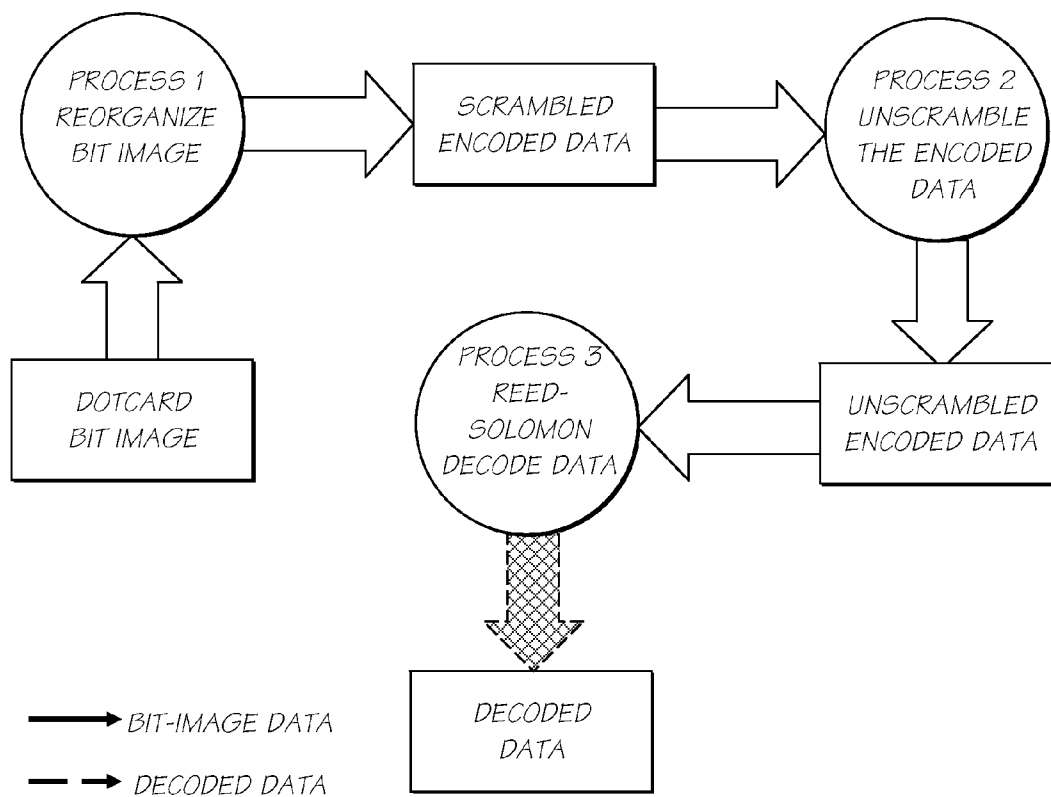 PROCESS 1
REORGANIZE
BIT IMAGE
SCRAMBLED
ENCODED DATA
PROCESS 2
UNSCRAMBLE
THE ENCODED
DATA
DOTCARD
BIT IMAGE
PROCESS 3
REED-
SOLOMON
DECODE DATA
UNSCRAMBLED
ENCODED DATA
DECODED
DATA
BIT-IMAGE DATA
DECODED DATA